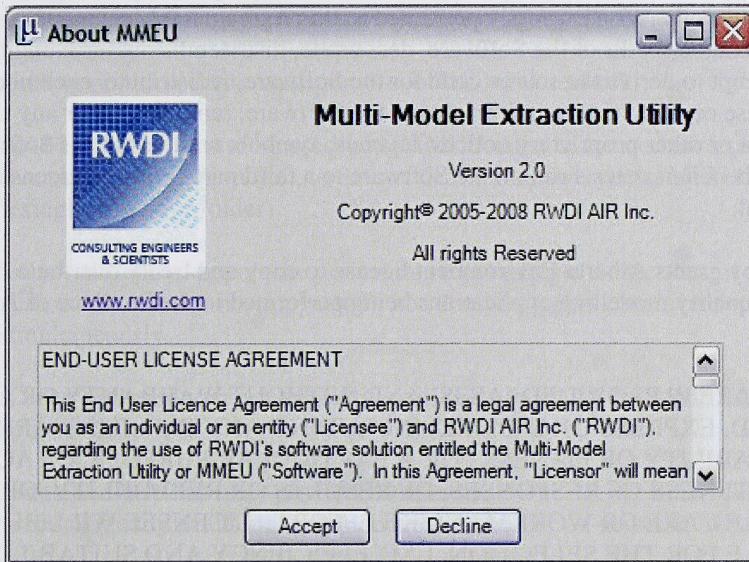 About MMEU
RWDI
CONSULTING ENGINEERS
& SCIENTISTS
www.rwdi.com
Multi-Model Extraction Utility
Version 2.0
Copyright® 2005-2008 RWDI AIR Inc.
All rights Reserved
END-USER LICENSE AGREEMENT
This End User Licence Agreement ("Agreement") is a legal agreement between
you as an individual or an entity ("Licensee") and RWDI AIR Inc. ("RWDI"),
regarding the use of RWDI's software solution entitled the Multi-Model
Extraction Utility or MMEU ("Software"). In this Agreement, "Licensor" will mean
Accept
Decline